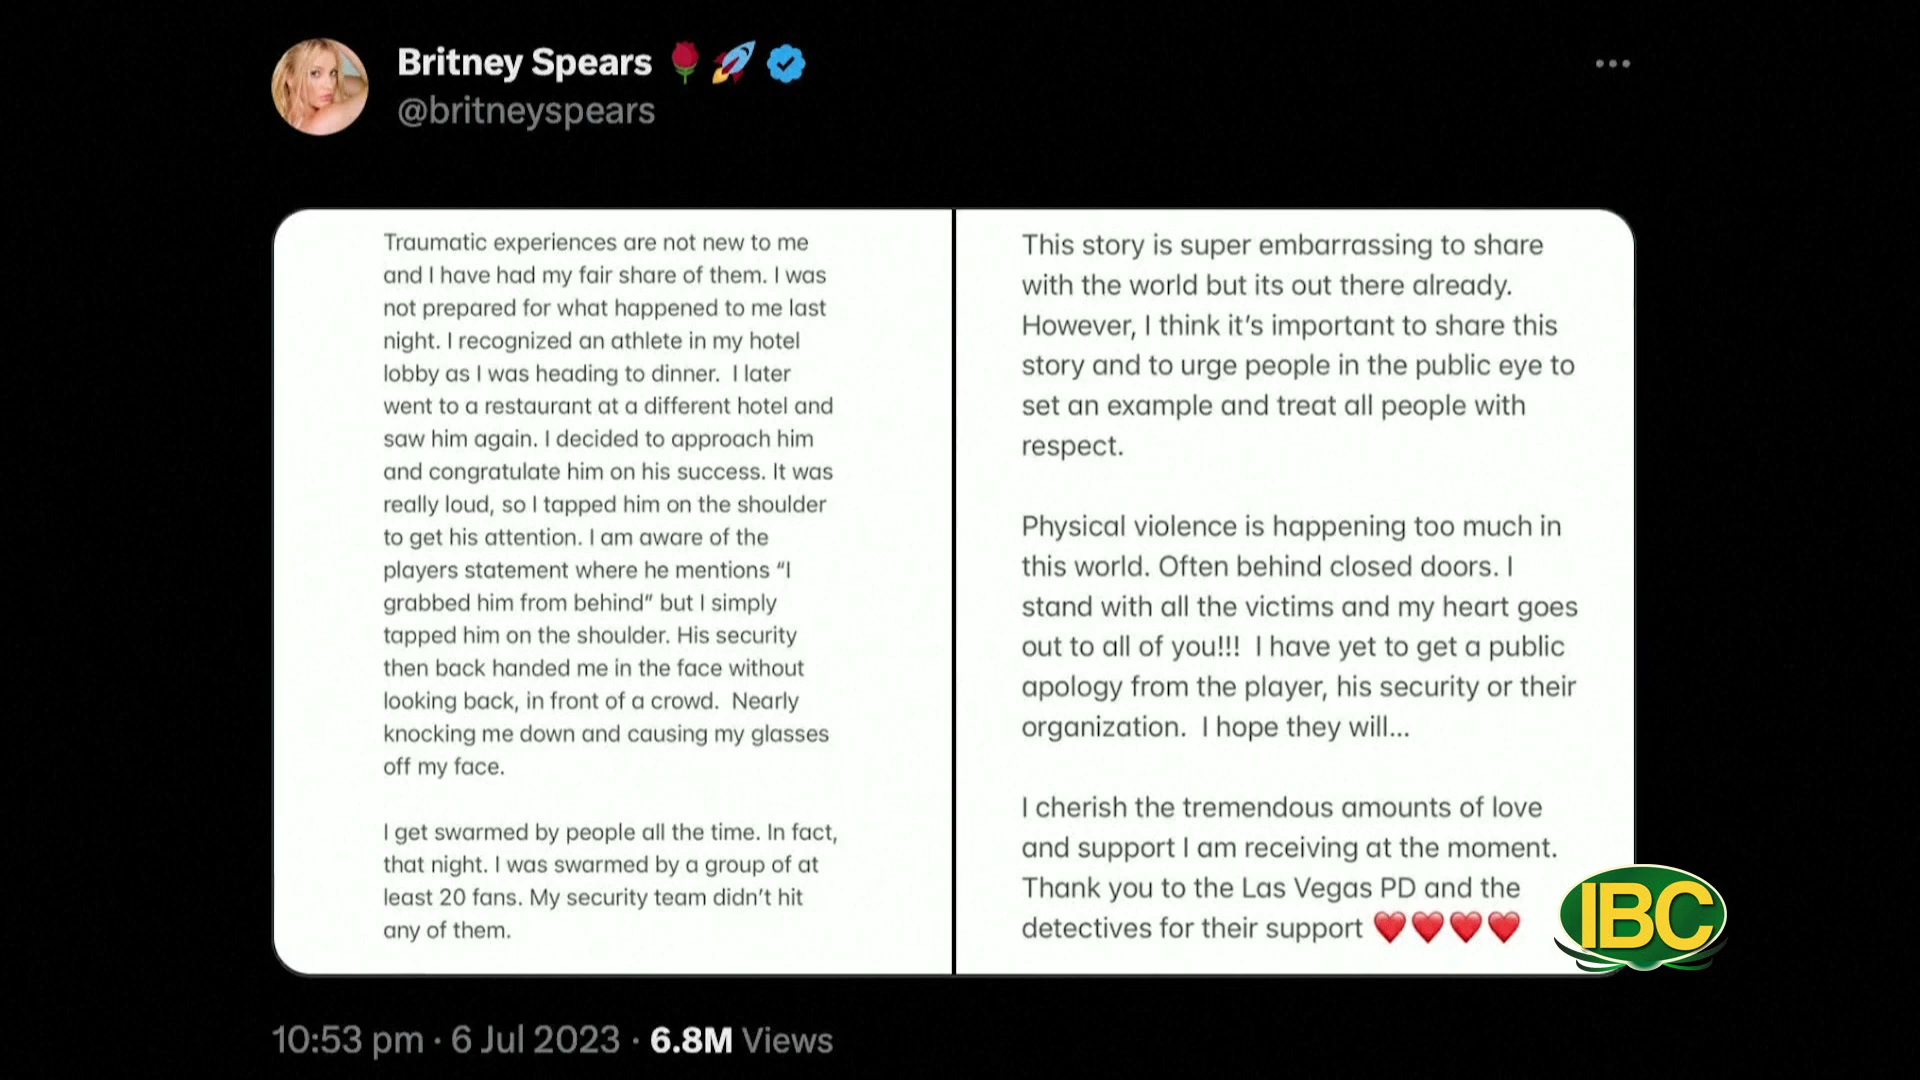 Britney Spears 🌹🚀
@britneyspears
Traumatic experiences are not new to me
and I have had my fair share of them. I was
not prepared for what happened to me last
night. I recognized an athlete in my hotel
lobby as I was heading to dinner.  I later
went to a restaurant at a different hotel and
saw him again. I decided to approach him
and congratulate him on his success. It was
really loud, so I tapped him on the shoulder
to get his attention. I am aware of the
players statement where he mentions “I
grabbed him from behind” but I simply
tapped him on the shoulder. His security
then back handed me in the face without
looking back, in front of a crowd.  Nearly
knocking me down and causing my glasses
off my face.
I get swarmed by people all the time. In fact,
that night. I was swarmed by a group of at
least 20 fans. My security team didn’t hit
any of them.
This story is super embarrassing to share
with the world but its out there already.
However, I think it’s important to share this
story and to urge people in the public eye to
set an example and treat all people with
respect.
Physical violence is happening too much in
this world. Often behind closed doors. I
stand with all the victims and my heart goes
out to all of you!!!  I have yet to get a public
apology from the player, his security or their
organization.  I hope they will...
I cherish the tremendous amounts of love
and support I am receiving at the moment.
Thank you to the Las Vegas PD and the
detectives for their support ❤️❤️❤️❤️
IBC
10:53 pm · 6 Jul 2023 · 6.8M Views